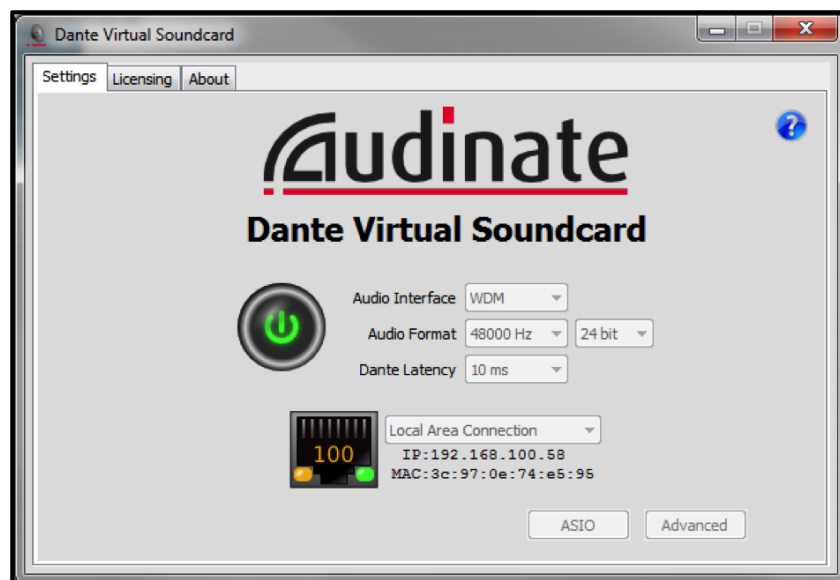 Dante Virtual Soundcard
Settings Licensing About
Audinate
?
Dante Virtual Soundcard
Audio Interface WDM
Audio Format 48000 Hz 24 bit
Dante Latency 10 ms
100
Local Area Connection
IP:192.168.100.58
MAC:3c:97:0e:74:e5:95
ASIO Advanced